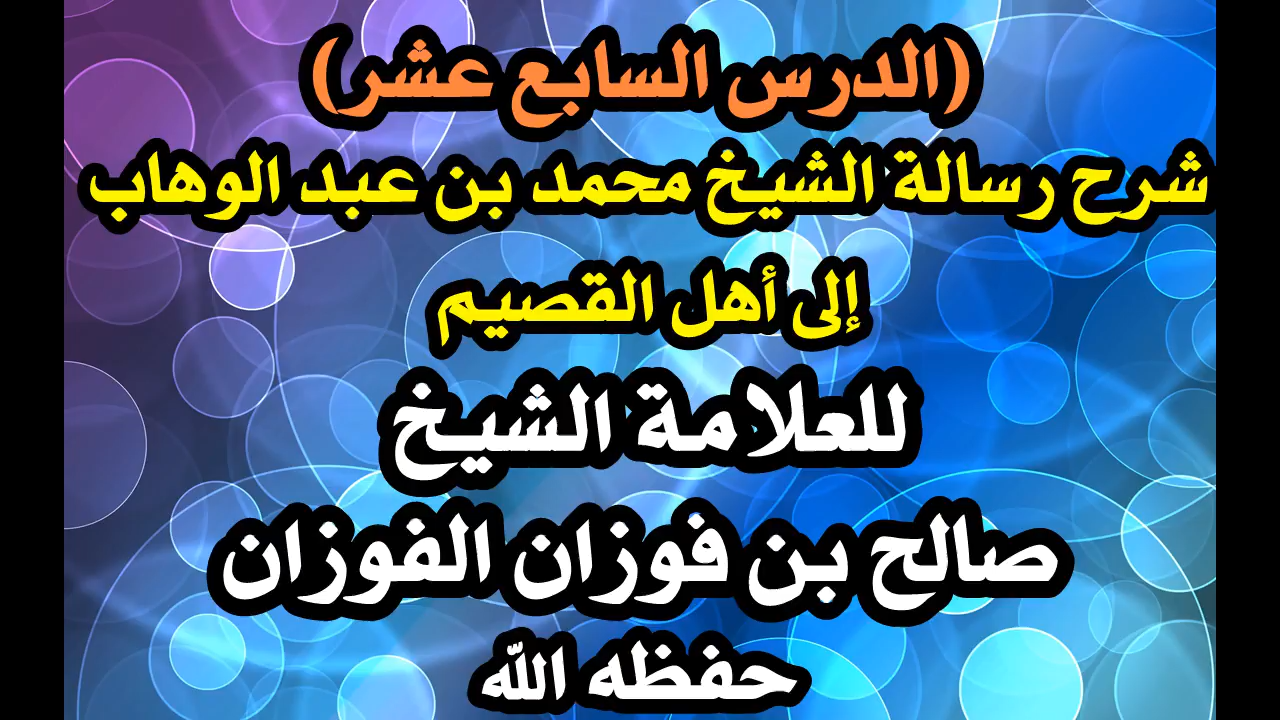 (الدرس السابع عشر)
شرح رسالة الشيخ محمد بن عبد الوهاب
إلى أهل القصيم
للعلامة الشيخ
صالح بن فوزان الفوزان
حفظه الله